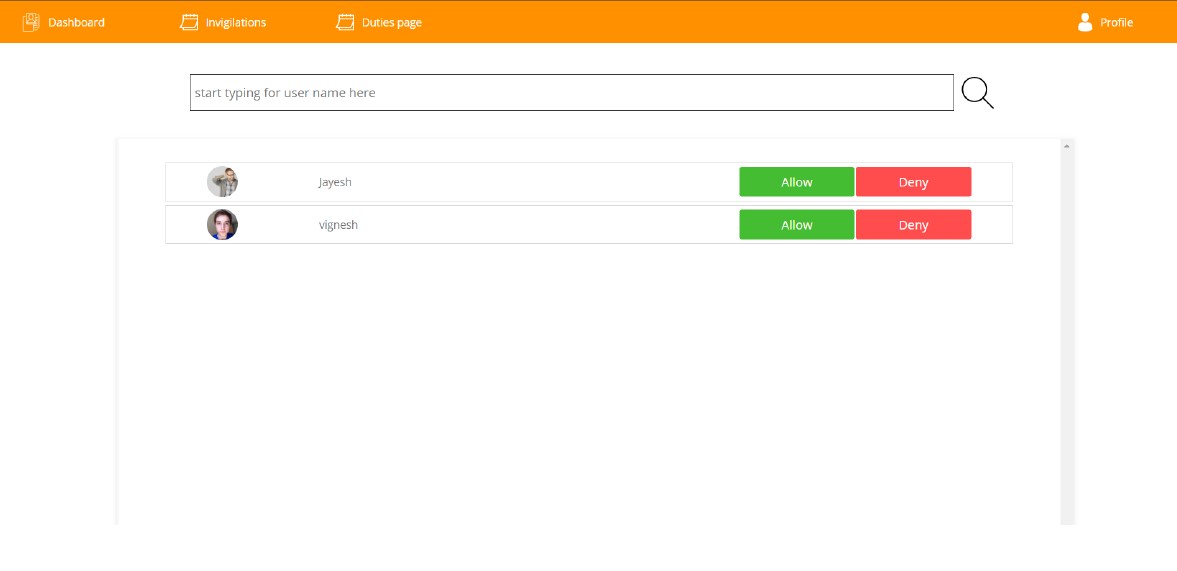 Dashboard Invigilations Duties page Profile
start typing for user name here
Jayesh Allow Deny
vignesh Allow Deny